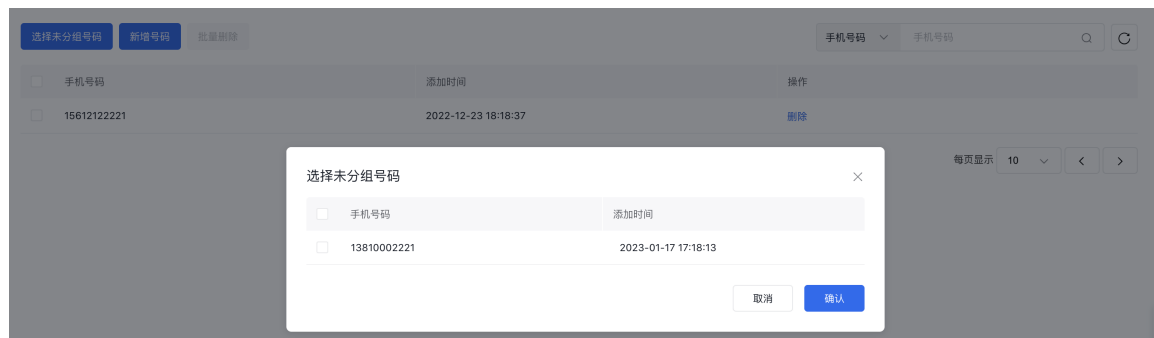 选择未分组号码 新增号码 批量删除 手机号码 手机号码
手机号码 添加时间 操作
15612122221 2022-12-23 18:18:37 删除
每页显示 10
选择未分组号码
手机号码 添加时间
13810002221 2023-01-17 17:18:13
取消 确认